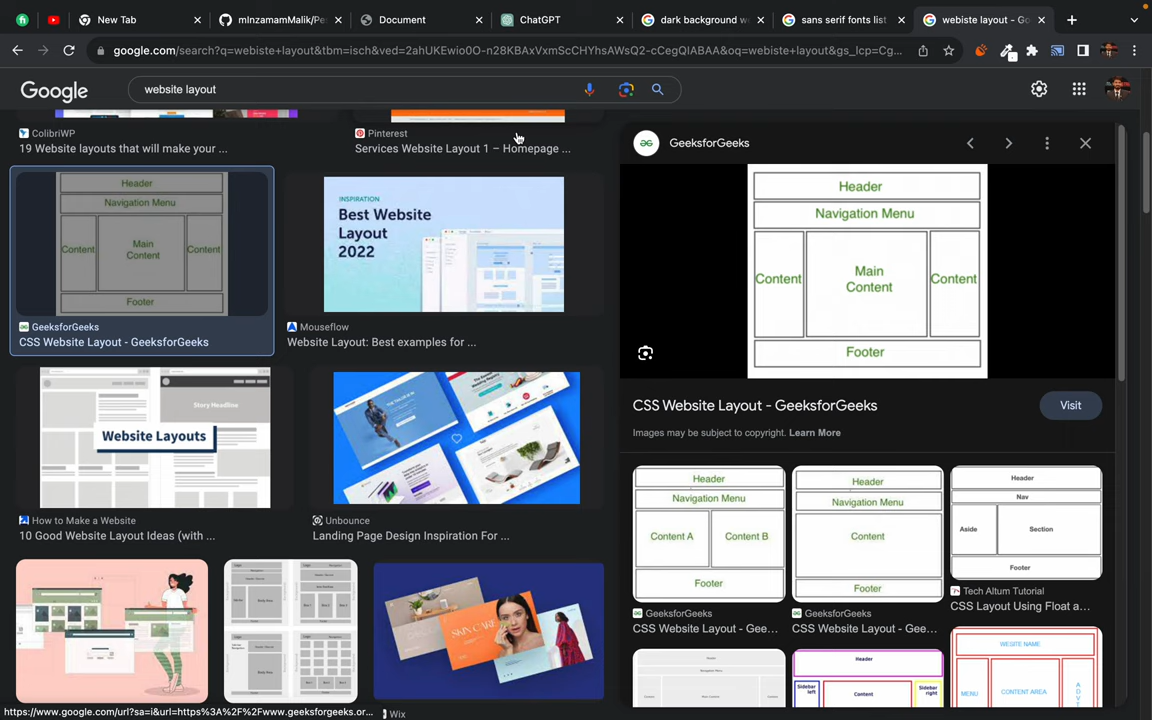 New Tab
mInzamamMalik/Pe
Document
ChatGPT
dark background w
sans serif fonts list
webiste layout - Go
google.com/search?q=webiste+layout&tbm=isch&ved=2ahUKEwio0O-n28KBAxVxmScCHYhsAWsQ2-cCegQIABAA&oq=webiste+layout&gs_lcp=Cg...
Google
website layout
ColibriWP
19 Website layouts that will make your ...
Pinterest
Services Website Layout 1 – Homepage ...
Header
Navigation Menu
Content
Main
Content
Content
Footer
GeeksforGeeks
CSS Website Layout - GeeksforGeeks
INSPIRATION
Best Website
Layout
2022
Mouseflow
Website Layout: Best examples for ...
Story Headline
Website Layouts
How to Make a Website
10 Good Website Layout Ideas (with ...
Unbounce
Landing Page Design Inspiration For ...
SKIN CARE
Wix
https://www.google.com/url?sa=i&url=https%3A%2F%2Fwww.geeksforgeeks.or...
GeeksforGeeks
Header
Navigation Menu
Content
Main
Content
Content
Footer
CSS Website Layout - GeeksforGeeks
Visit
Images may be subject to copyright. Learn More
Header
Navigation Menu
Content A
Content B
Footer
GeeksforGeeks
CSS Website Layout - Gee...
Header
Navigation Menu
Content
Footer
GeeksforGeeks
CSS Website Layout - Gee...
Header
Nav
Aside
Section
Footer
Tech Altum Tutorial
CSS Layout Using Float a...
Header
Navigation Menu
Header
Sidebar
left
Content
Sidebar
right
WESITE NAME
MENU
CONTENT AREA
A
D
V